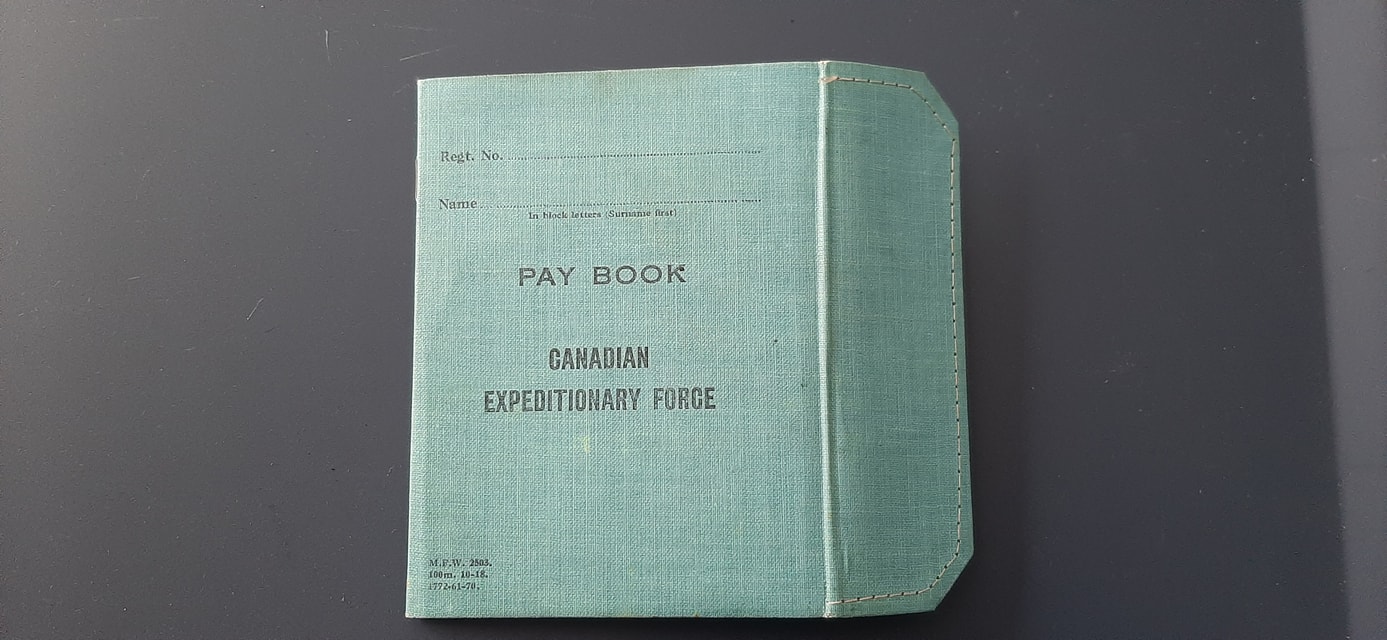 Regt. No.
Name
In block letters (Surname first)
PAY BOOK
CANADIAN
EXPEDITIONARY FORCE
M.F.W. 2503.
100m. 10-18.
1772-61-70.